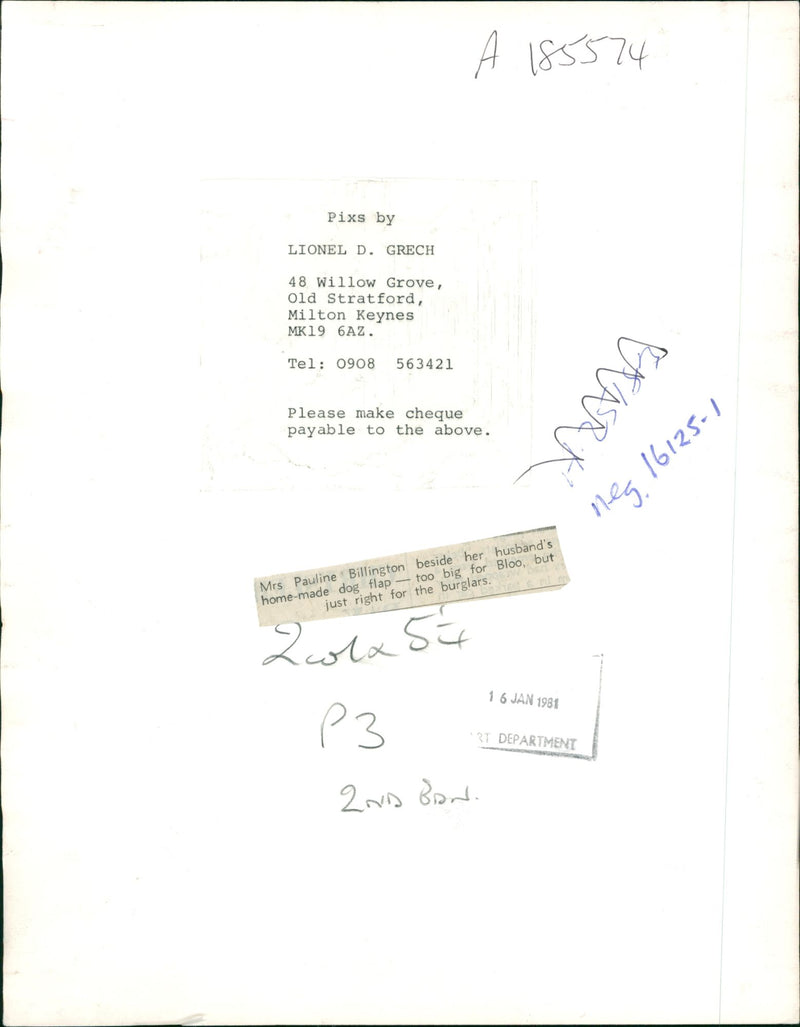 A 185574
Pixs by
LIONEL D. GRECH
48 Willow Grove,
Old Stratford,
Milton Keynes
MK19 6AZ.
Tel: 0908 563421
Please make cheque
payable to the above.
neg. 16125-1
Mrs Pauline Billington beside her husband's
home-made dog flap — too big for Bloo, but
just right for the burglars.
P3
2ND BDN.
16 JAN 1981
DEPARTMENT